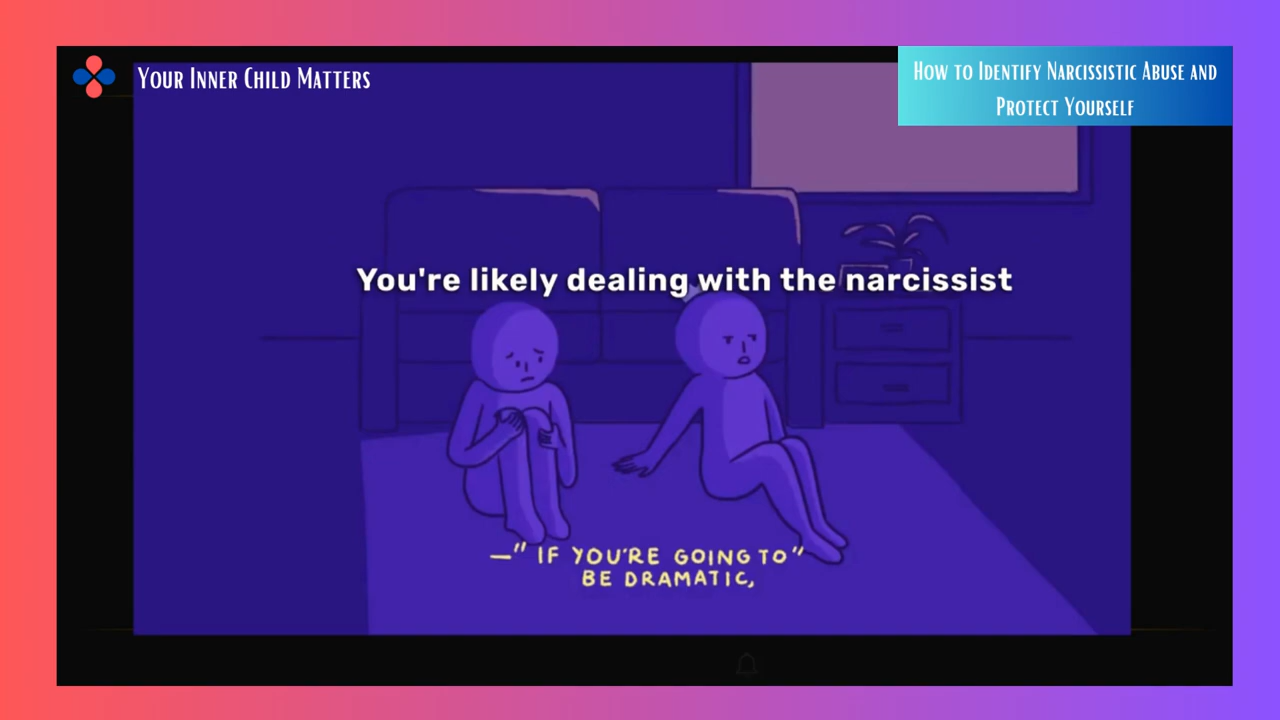 Your Inner Child Matters
How to Identify Narcissistic Abuse and
Protect Yourself
You're likely dealing with the narcissist
—" IF YOU'RE GOING TO"
BE DRAMATIC,